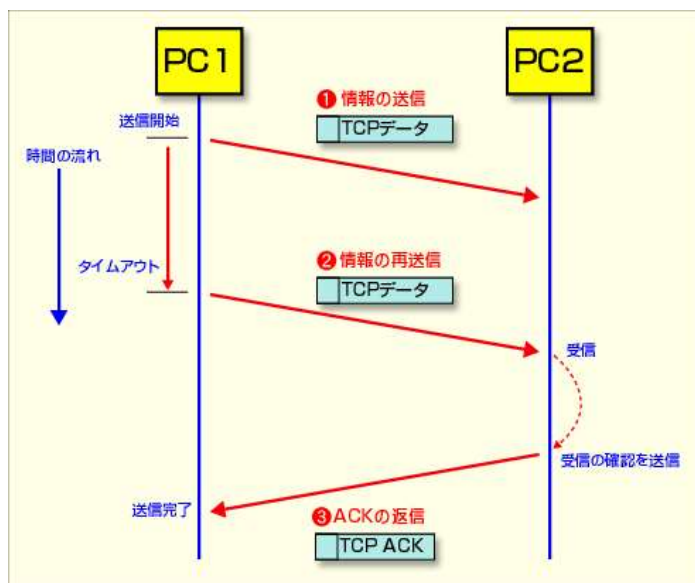 PC1
PC2
❶情報の送信
TCPデータ
送信開始
時間の流れ
タイムアウト
❷情報の再送信
TCPデータ
受信
受信の確認を送信
送信完了
❸ACKの返信
TCP ACK